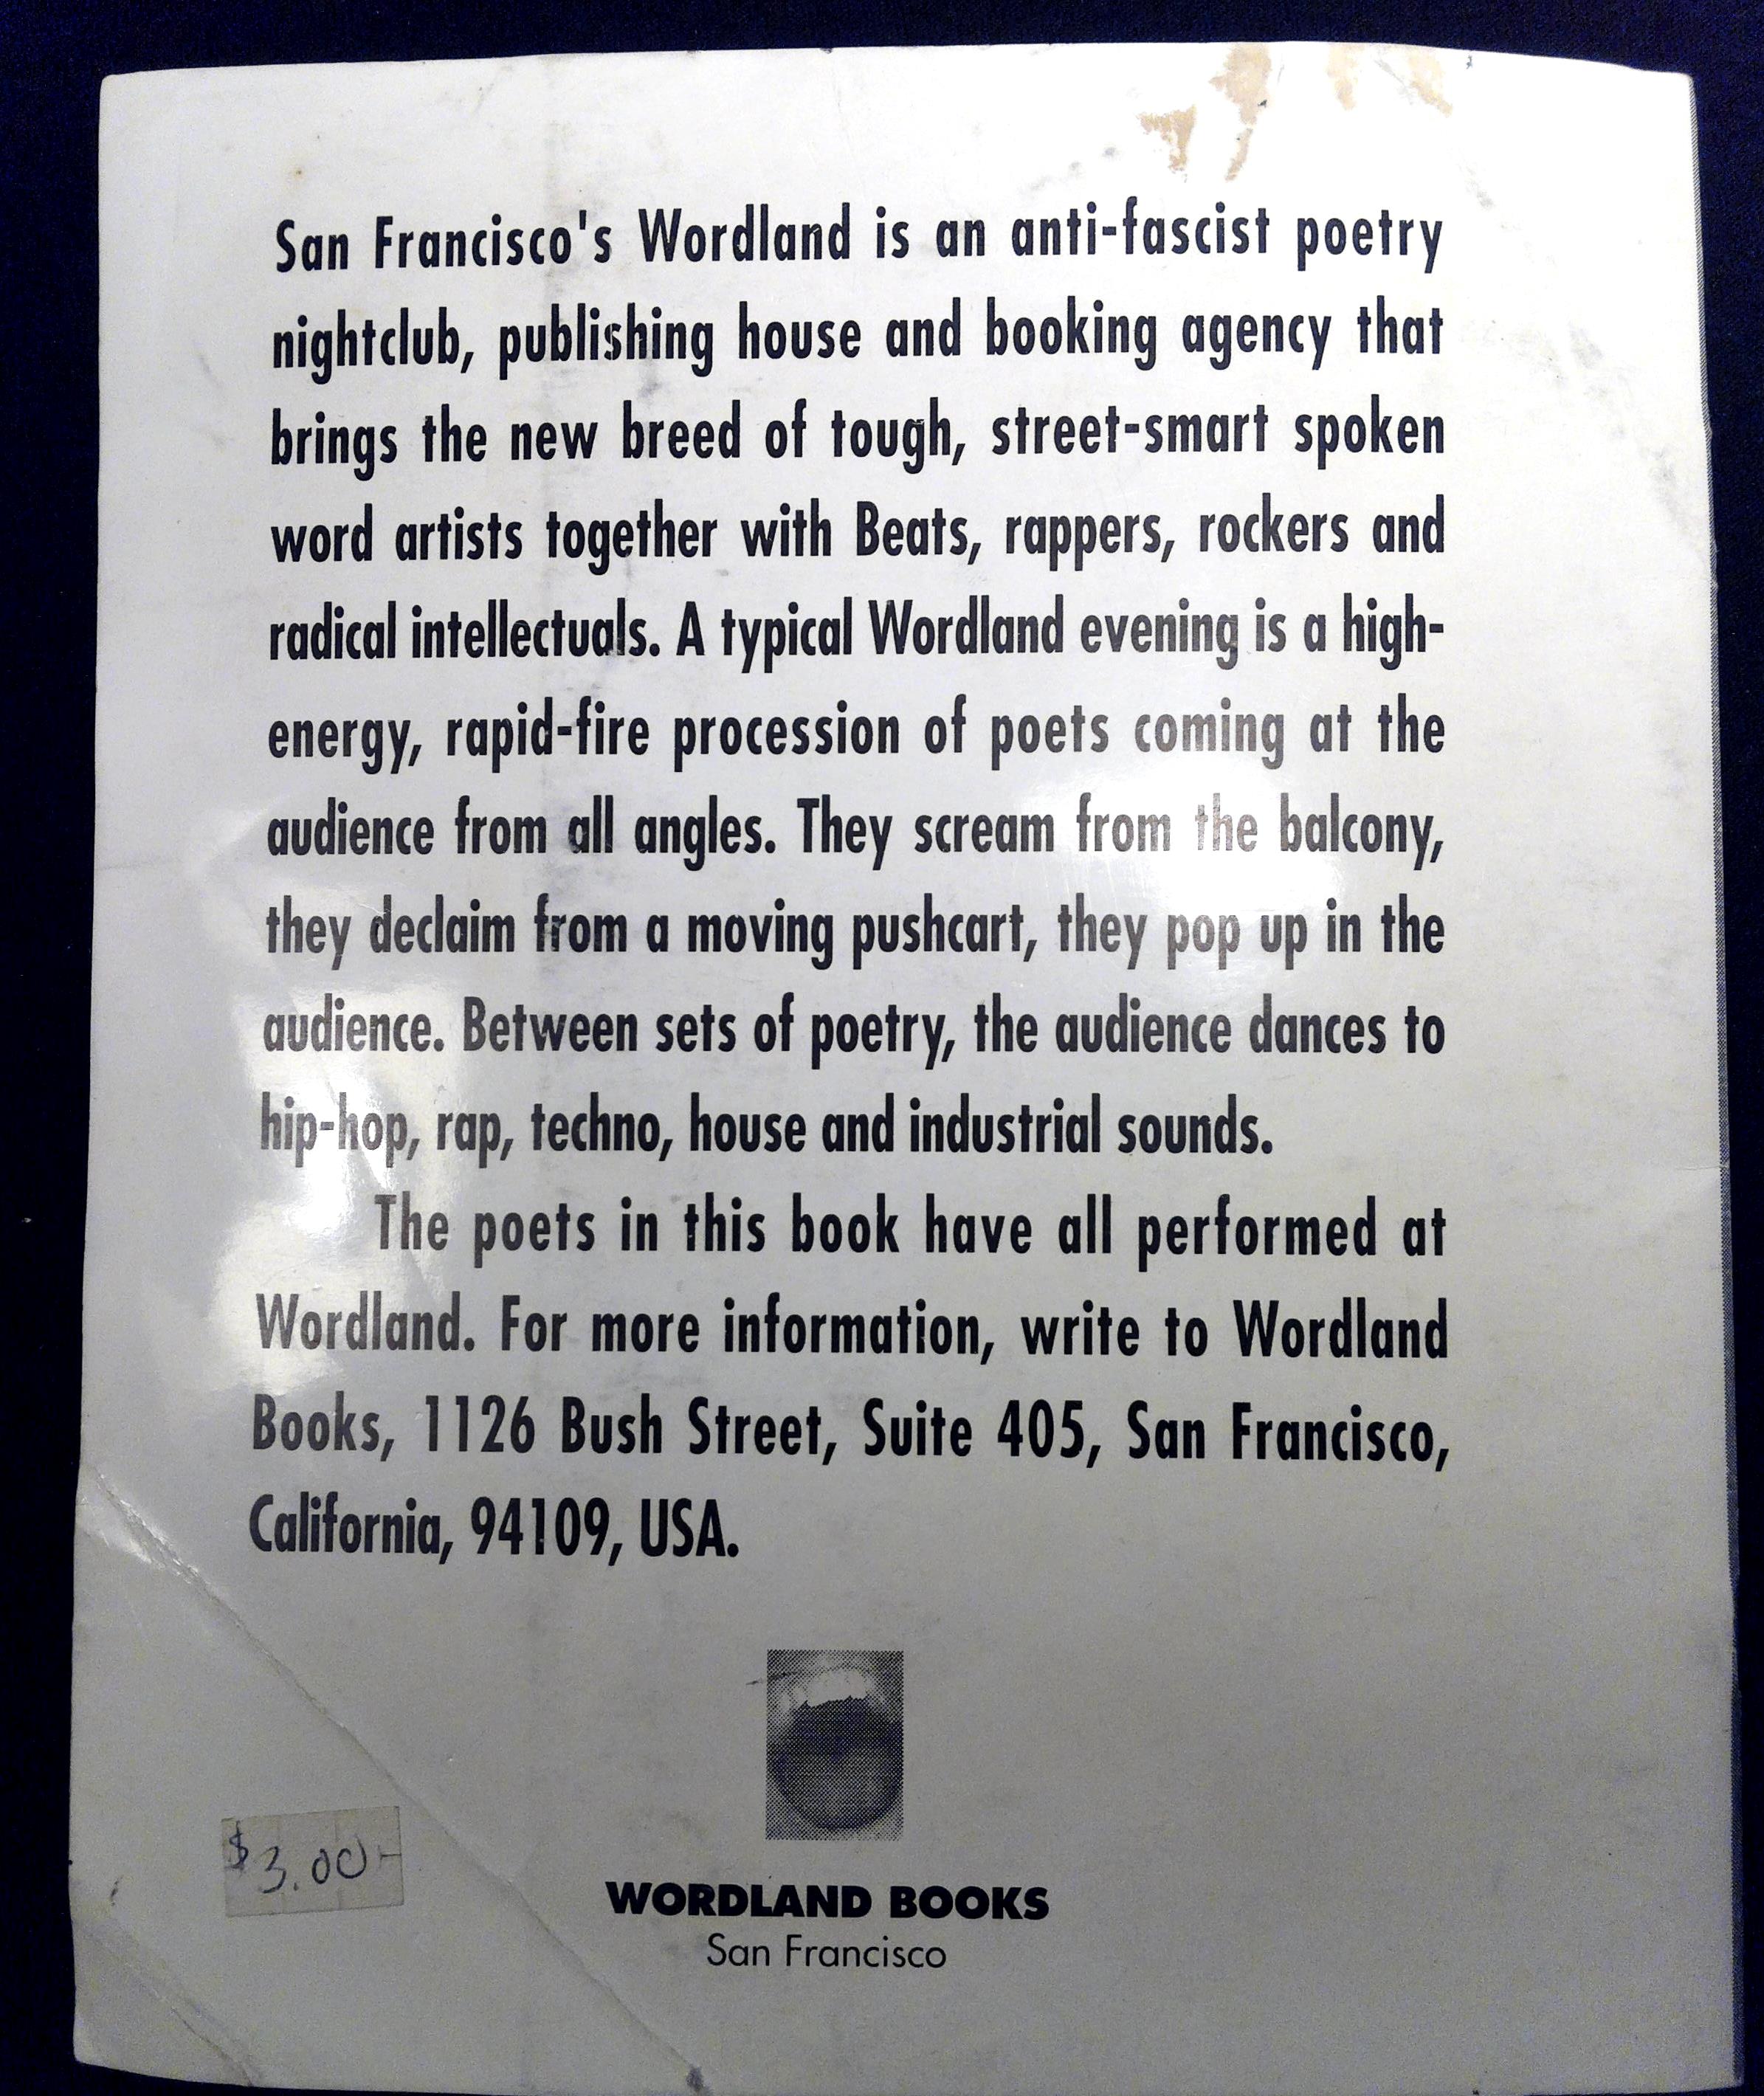 San Francisco's Wordland is an anti-fascist poetry
nightclub, publishing house and booking agency that
brings the new breed of tough, street-smart spoken
word artists together with Beats, rappers, rockers and
radical intellectuals. A typical Wordland evening is a high-
energy, rapid-fire procession of poets coming at the
audience from all angles. They scream from the balcony,
they declaim from a moving pushcart, they pop up in the
audience. Between sets of poetry, the audience dances to
hip-hop, rap, techno, house and industrial sounds.
The poets in this book have all performed at
Wordland. For more information, write to Wordland
Books, 1126 Bush Street, Suite 405, San Francisco,
California, 94109, USA.
$3.00
WORDLAND BOOKS
San Francisco